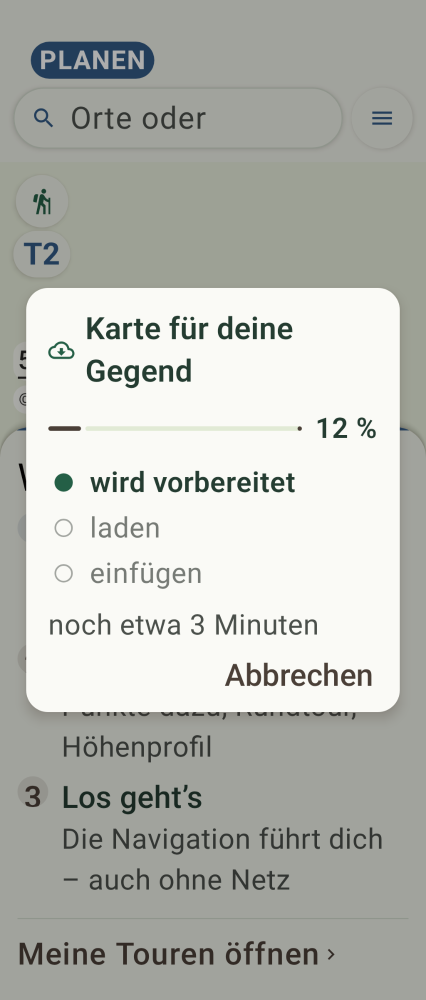 PLANEN
Orte oder
T2
Karte für deine
Gegend
12 %
wird vorbereitet
laden
einfügen
noch etwa 3 Minuten
Abbrechen
Höhenprofil
3 Los geht’s
Die Navigation führt dich
– auch ohne Netz
Meine Touren öffnen ›